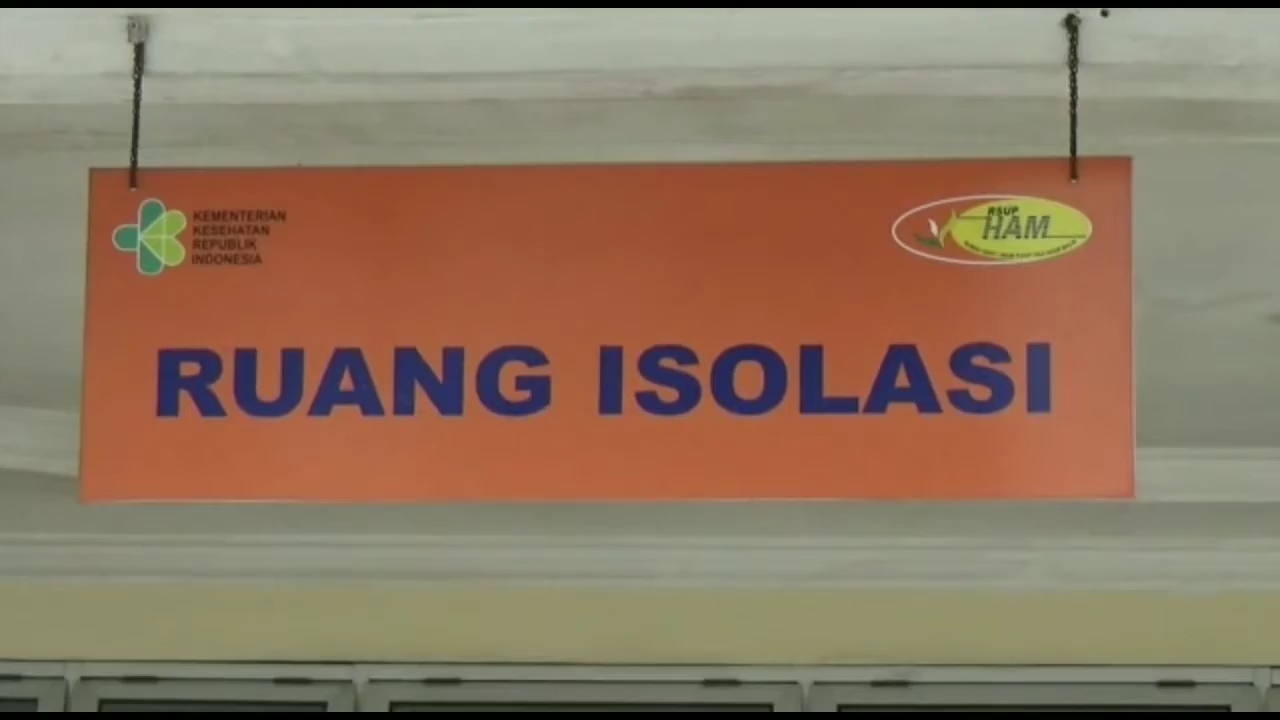 KEMENTERIAN
KESEHATAN
REPUBLIK
INDONESIA
RSUP
HAM
RUANG ISOLASI